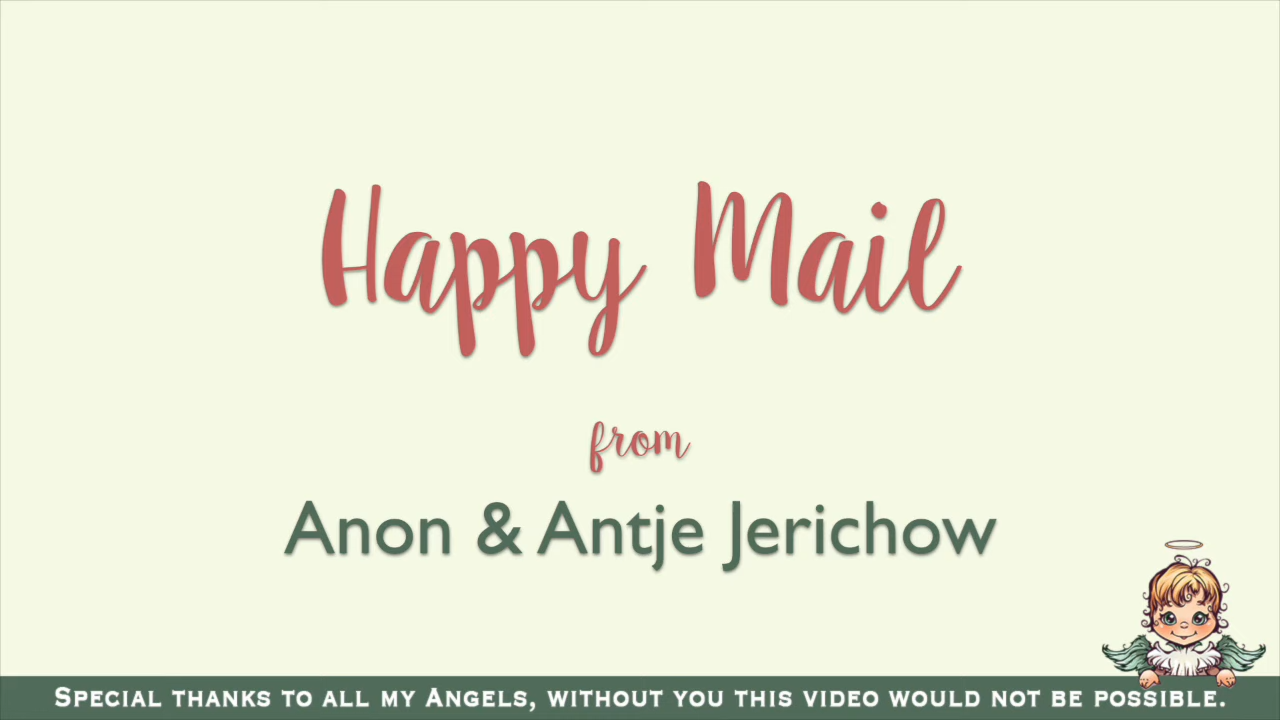 Happy Mail
from
Anon & Antje Jerichow
Special thanks to all my Angels, without you this video would not be possible.